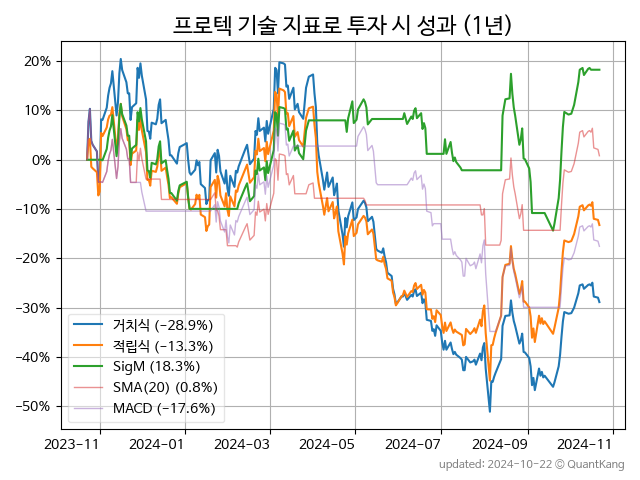 프로텍 기술 지표로 투자 시 성과 (1년)
20%
10%
0%
−10%
−20%
−30%
−40%
−50%
거치식 (−28.9%)
적립식 (−13.3%)
SigM (18.3%)
SMA(20) (0.8%)
MACD (−17.6%)
2023-11 2024-01 2024-03 2024-05 2024-07 2024-09 2024-11
updated: 2024-10-22 © QuantKang